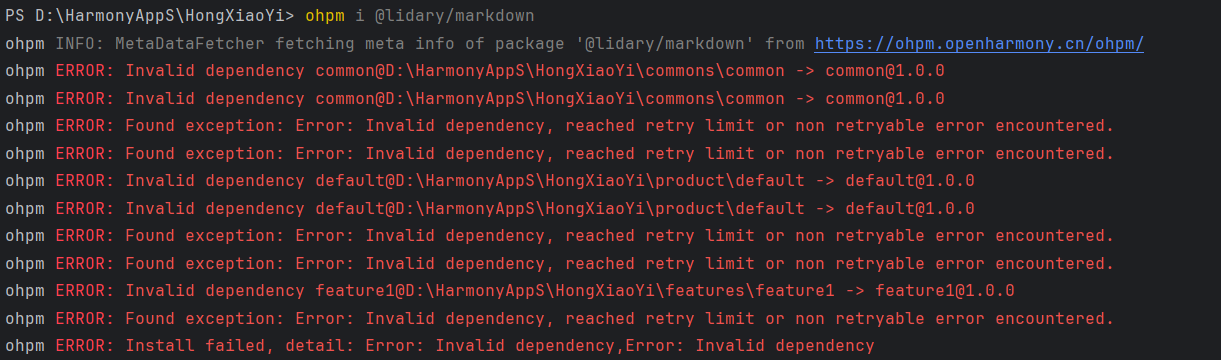 PS D:\HarmonyAppS\HongXiaoYi> ohpm i @lidary/markdown
ohpm INFO: MetaDataFetcher fetching meta info of package '@lidary/markdown' from https://ohpm.openharmony.cn/ohpm/
ohpm ERROR: Invalid dependency common@D:\HarmonyAppS\HongXiaoYi\commons\common -> common@1.0.0
ohpm ERROR: Invalid dependency common@D:\HarmonyAppS\HongXiaoYi\commons\common -> common@1.0.0
ohpm ERROR: Found exception: Error: Invalid dependency, reached retry limit or non retryable error encountered.
ohpm ERROR: Found exception: Error: Invalid dependency, reached retry limit or non retryable error encountered.
ohpm ERROR: Invalid dependency default@D:\HarmonyAppS\HongXiaoYi\product\default -> default@1.0.0
ohpm ERROR: Invalid dependency default@D:\HarmonyAppS\HongXiaoYi\product\default -> default@1.0.0
ohpm ERROR: Found exception: Error: Invalid dependency, reached retry limit or non retryable error encountered.
ohpm ERROR: Found exception: Error: Invalid dependency, reached retry limit or non retryable error encountered.
ohpm ERROR: Invalid dependency feature1@D:\HarmonyAppS\HongXiaoYi\features\feature1 -> feature1@1.0.0
ohpm ERROR: Found exception: Error: Invalid dependency, reached retry limit or non retryable error encountered.
ohpm ERROR: Install failed, detail: Error: Invalid dependency,Error: Invalid dependency